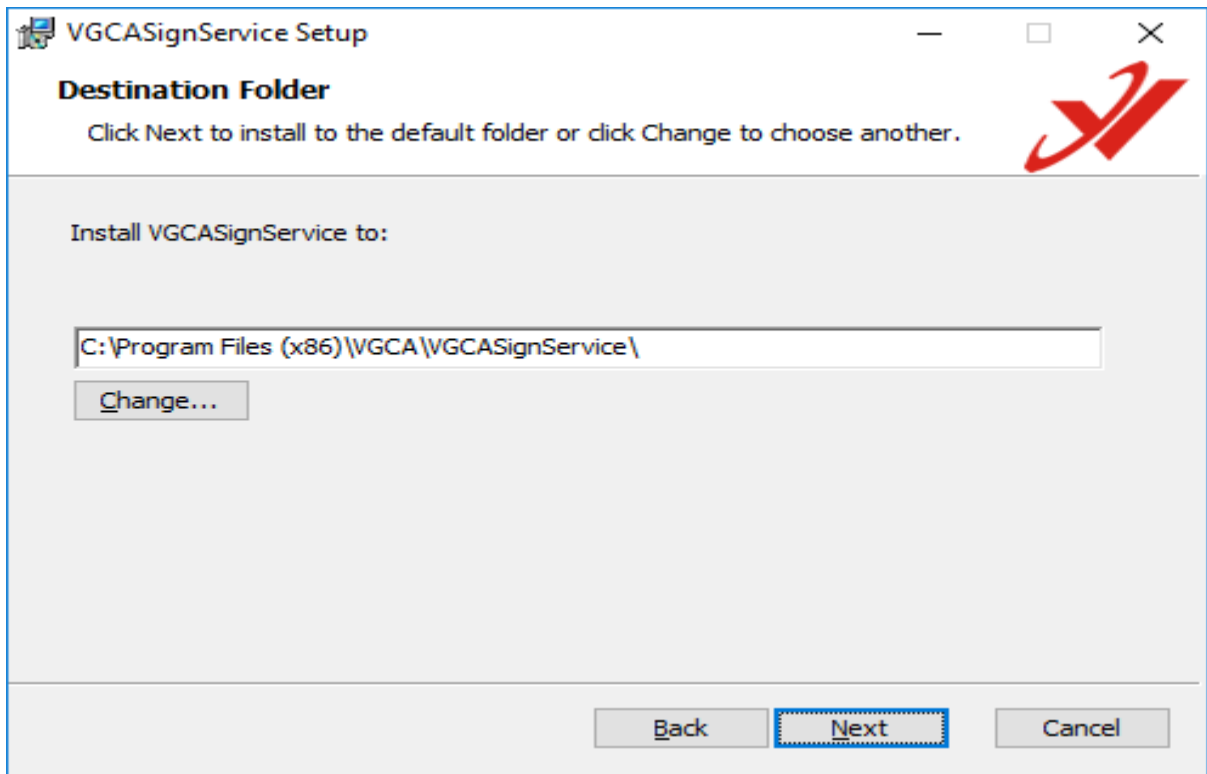 VGCASignService Setup
Destination Folder
Click Next to install to the default folder or click Change to choose another.
Install VGCASignService to:
C:\Program Files (x86)\VGCA\VGCASignService\
Change...
Back Next Cancel